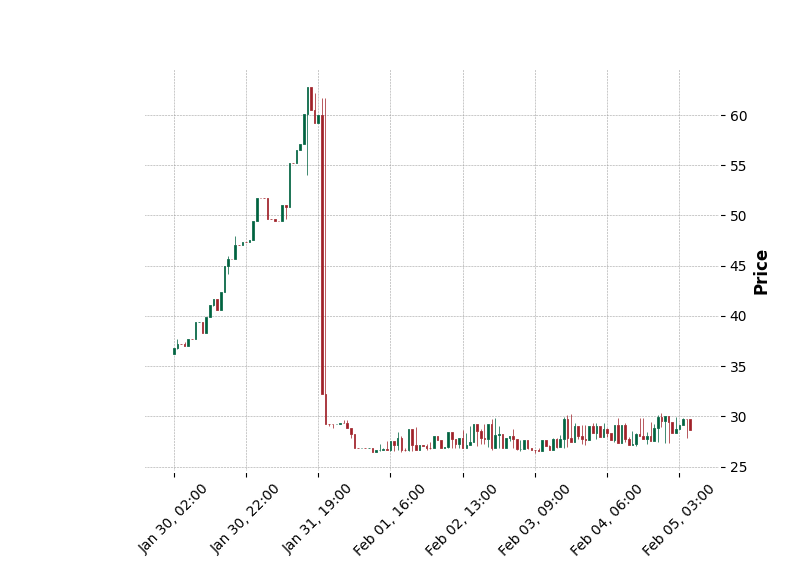 60
55
50
45
40
35
30
25
Price
Jan 30, 02:00
Jan 30, 22:00
Jan 31, 19:00
Feb 01, 16:00
Feb 02, 13:00
Feb 03, 09:00
Feb 04, 06:00
Feb 05, 03:00